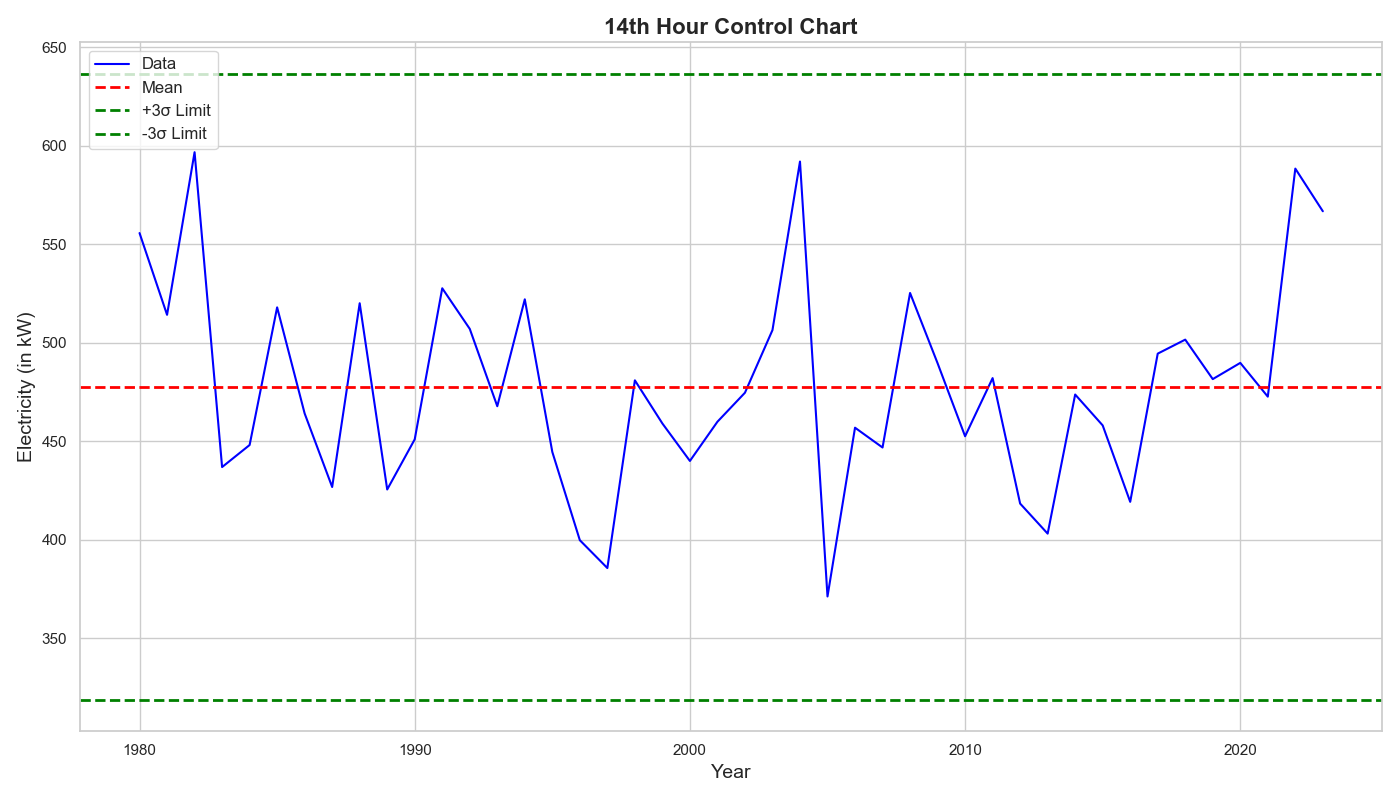 14th Hour Control Chart
650
600
550
500
450
400
350
Electricity (in kW)
Data
Mean
+3σ Limit
-3σ Limit
1980
1990
2000
2010
2020
Year